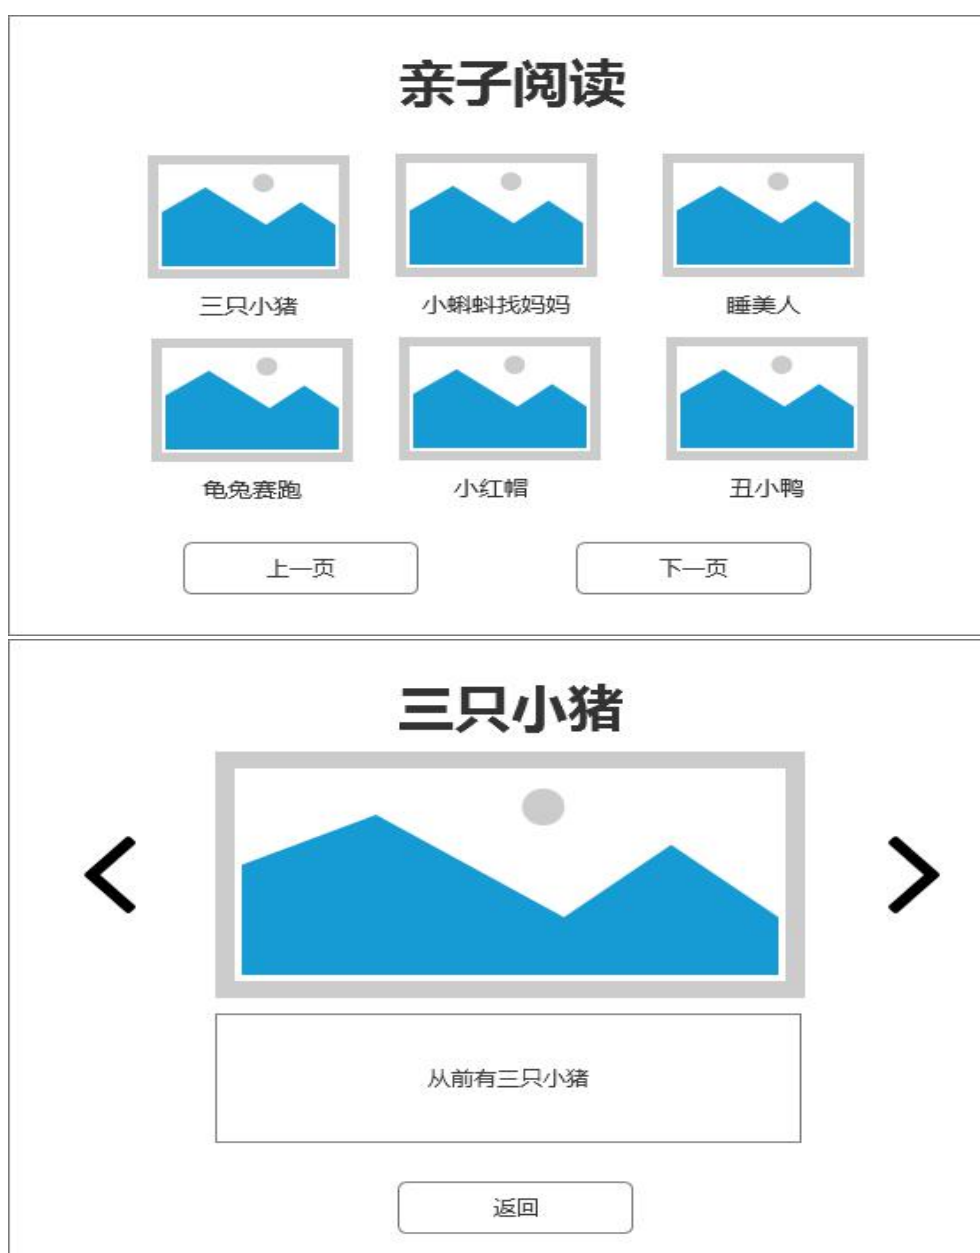 亲子阅读
三只小猪 小蝌蚪找妈妈 睡美人
龟兔赛跑 小红帽 丑小鸭
上一页 下一页
三只小猪
从前有三只小猪
返回